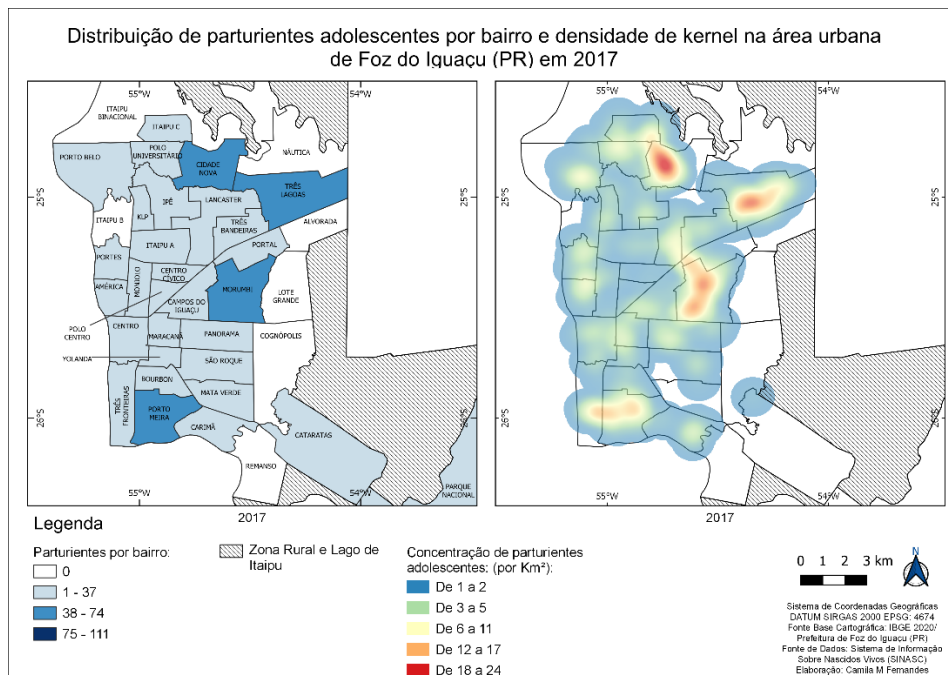 Distribuição de parturientes adolescentes por bairro e densidade de kernel na área urbana
de Foz do Iguaçu (PR) em 2017
55°W
54°W
ITAIPU
BINACIONAL
ITAIPU C
PORTO BELO
POLO
UNIVERSITÁRIO
CIDADE
NOVA
NÁUTICA
TRÊS
LAGOAS
25°S
ITAIPU B
KLP
IPÊ
LANCASTER
TRÊS
BANDEIRAS
ALVORADA
PORTES
ITAIPU A
PORTAL
AMÉRICA
MONJOLO
CENTRO
CÍVICO
MORUMBI
LOTE
GRANDE
CAMPOS DO
IGUAÇU
POLO
CENTRO
CENTRO
MARACANÃ
PANORAMA
COGNÓPOLIS
YOLANDA
SÃO ROQUE
BOURBON
TRÊS
FRONTEIRAS
PORTO
MEIRA
MATA VERDE
CARIMÃ
26°S
CATARATAS
REMANSO
PARQUE
NACIONAL
55°W
54°W
2017
55°W
54°W
25°S
25°S
26°S
26°S
55°W
54°W
2017
Legenda
Parturientes por bairro:
0
1 - 37
38 - 74
75 - 111
Zona Rural e Lago de
Itaipu
Concentração de parturientes
adolescentes: (por Km²):
De 1 a 2
De 3 a 5
De 6 a 11
De 12 a 17
De 18 a 24
0 1 2 3 km
N
Sistema de Coordenadas Geográficas
DATUM SIRGAS 2000 EPSG: 4674
Fonte Base Cartográfica: IBGE 2020/
Prefeitura de Foz do Iguaçu (PR)
Fonte de Dados: Sistema de Informação
Sobre Nascidos Vivos (SINASC)
Elaboração: Camila M Fernandes